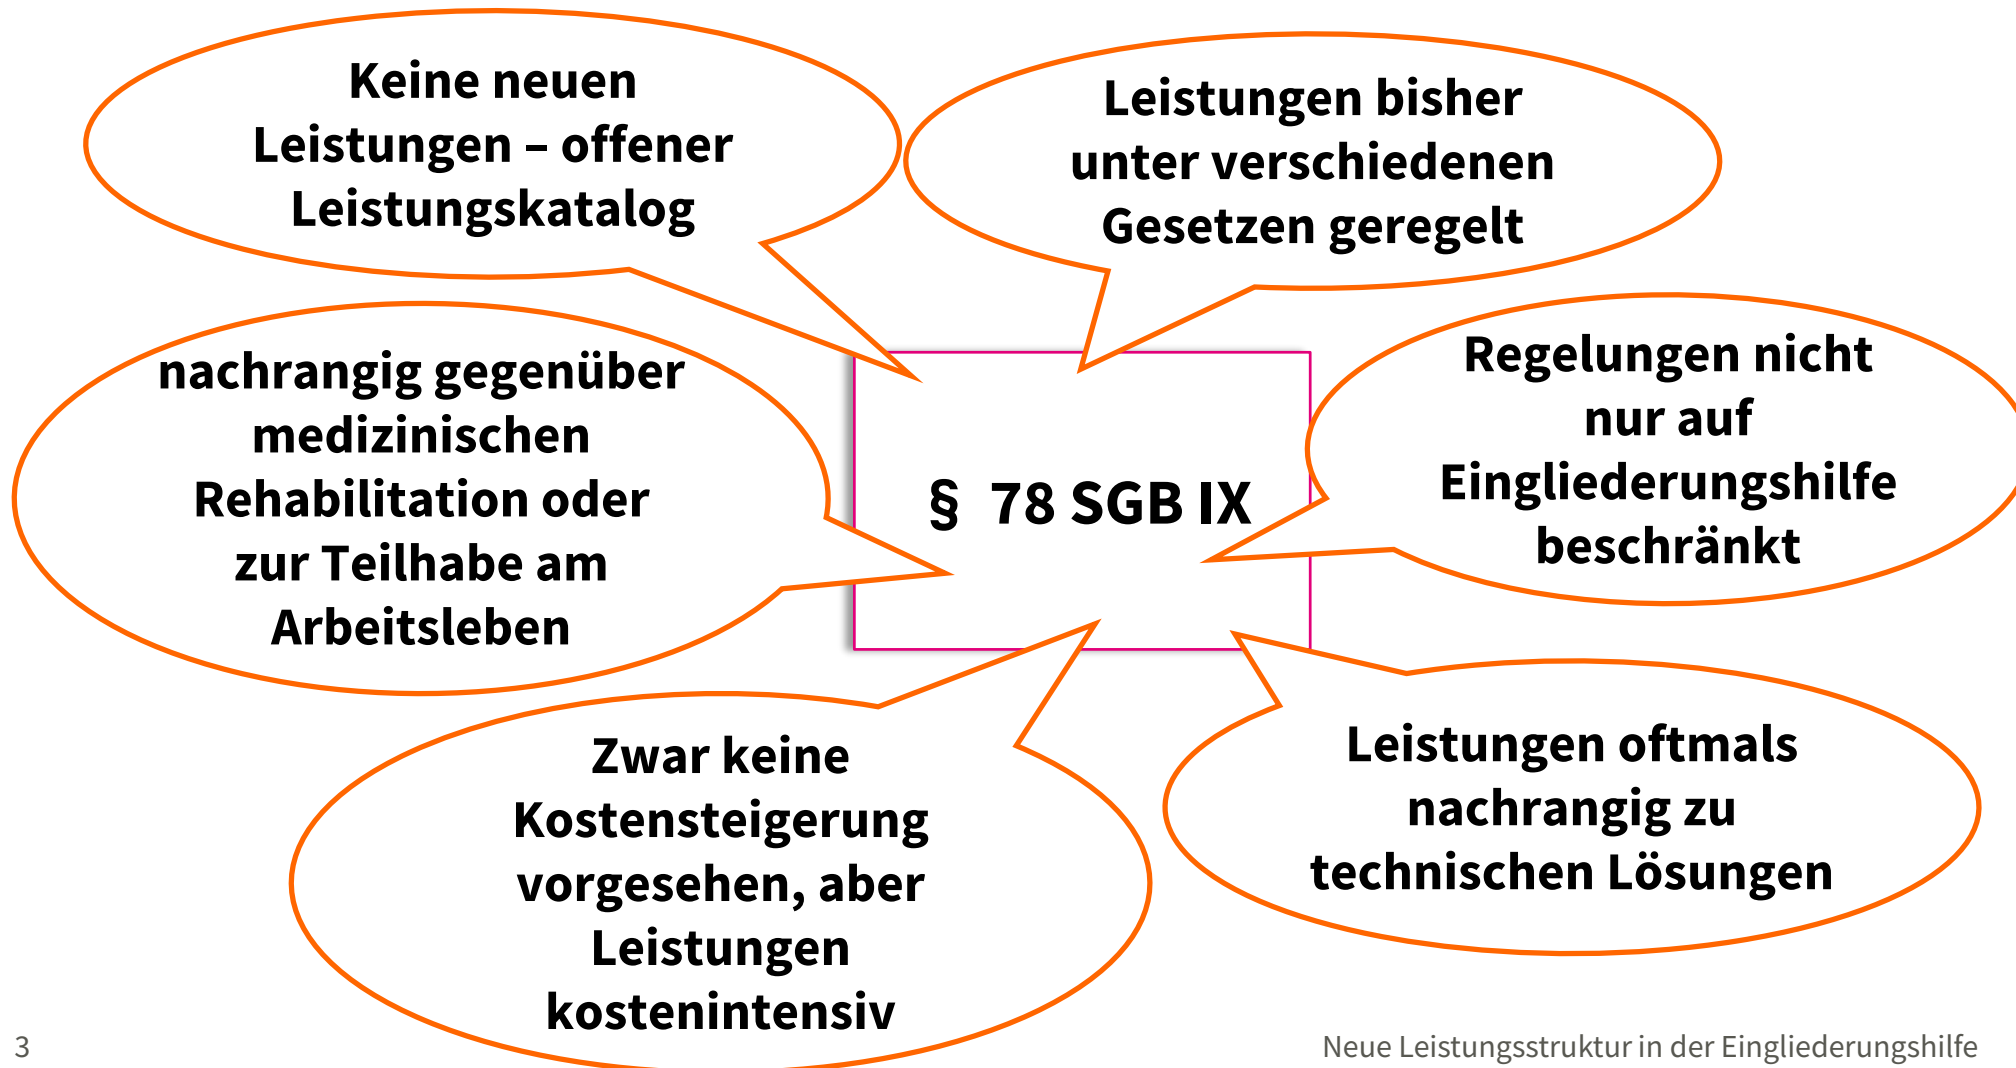 Keine neuen
Leistungen – offener
Leistungskatalog
Leistungen bisher
unter verschiedenen
Gesetzen geregelt
nachrangig gegenüber
medizinischen
Rehabilitation oder
zur Teilhabe am
Arbeitsleben
§ 78 SGB IX
Regelungen nicht
nur auf
Eingliederungshilfe
beschränkt
Zwar keine
Kostensteigerung
vorgesehen, aber
Leistungen
kostenintensiv
Leistungen oftmals
nachrangig zu
technischen Lösungen
3
Neue Leistungsstruktur in der Eingliederungshilfe